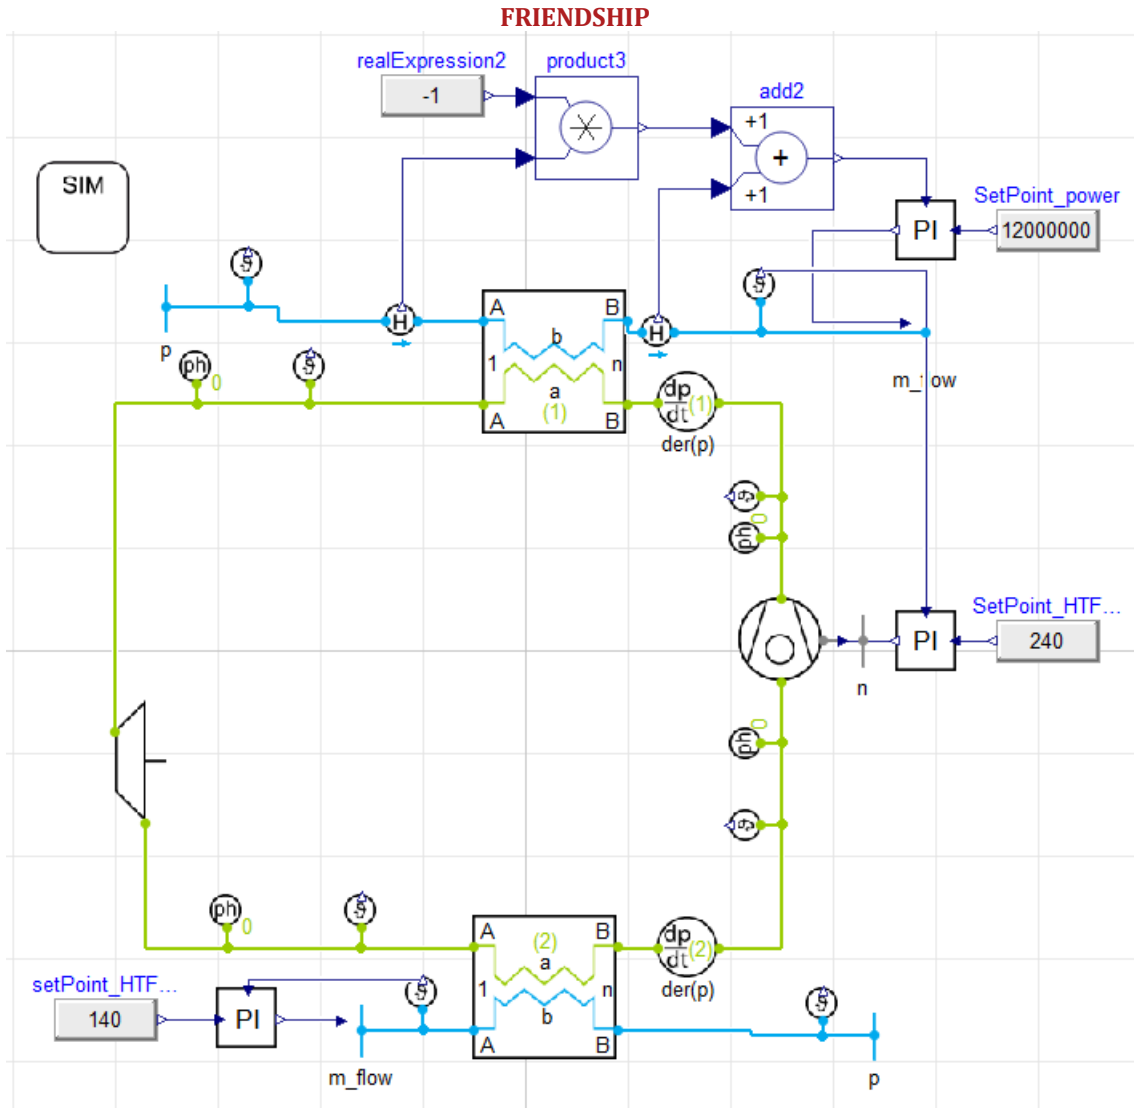 FRIENDSHIP
realExpression2
product3
-1
add2
+1
+
+1
SIM
SetPoint_power
PI
12000000
A
B
H
H
b
1
n
a
(1)
A
B
p
ph
0
dp
dt
(1)
der(p)
m_flow
0
ph
SetPoint_HTF...
PI
240
n
0
ph
ph
0
A
B
(2)
a
1
n
b
A
B
dp
dt
(2)
der(p)
setPoint_HTF...
140
PI
m_flow
p